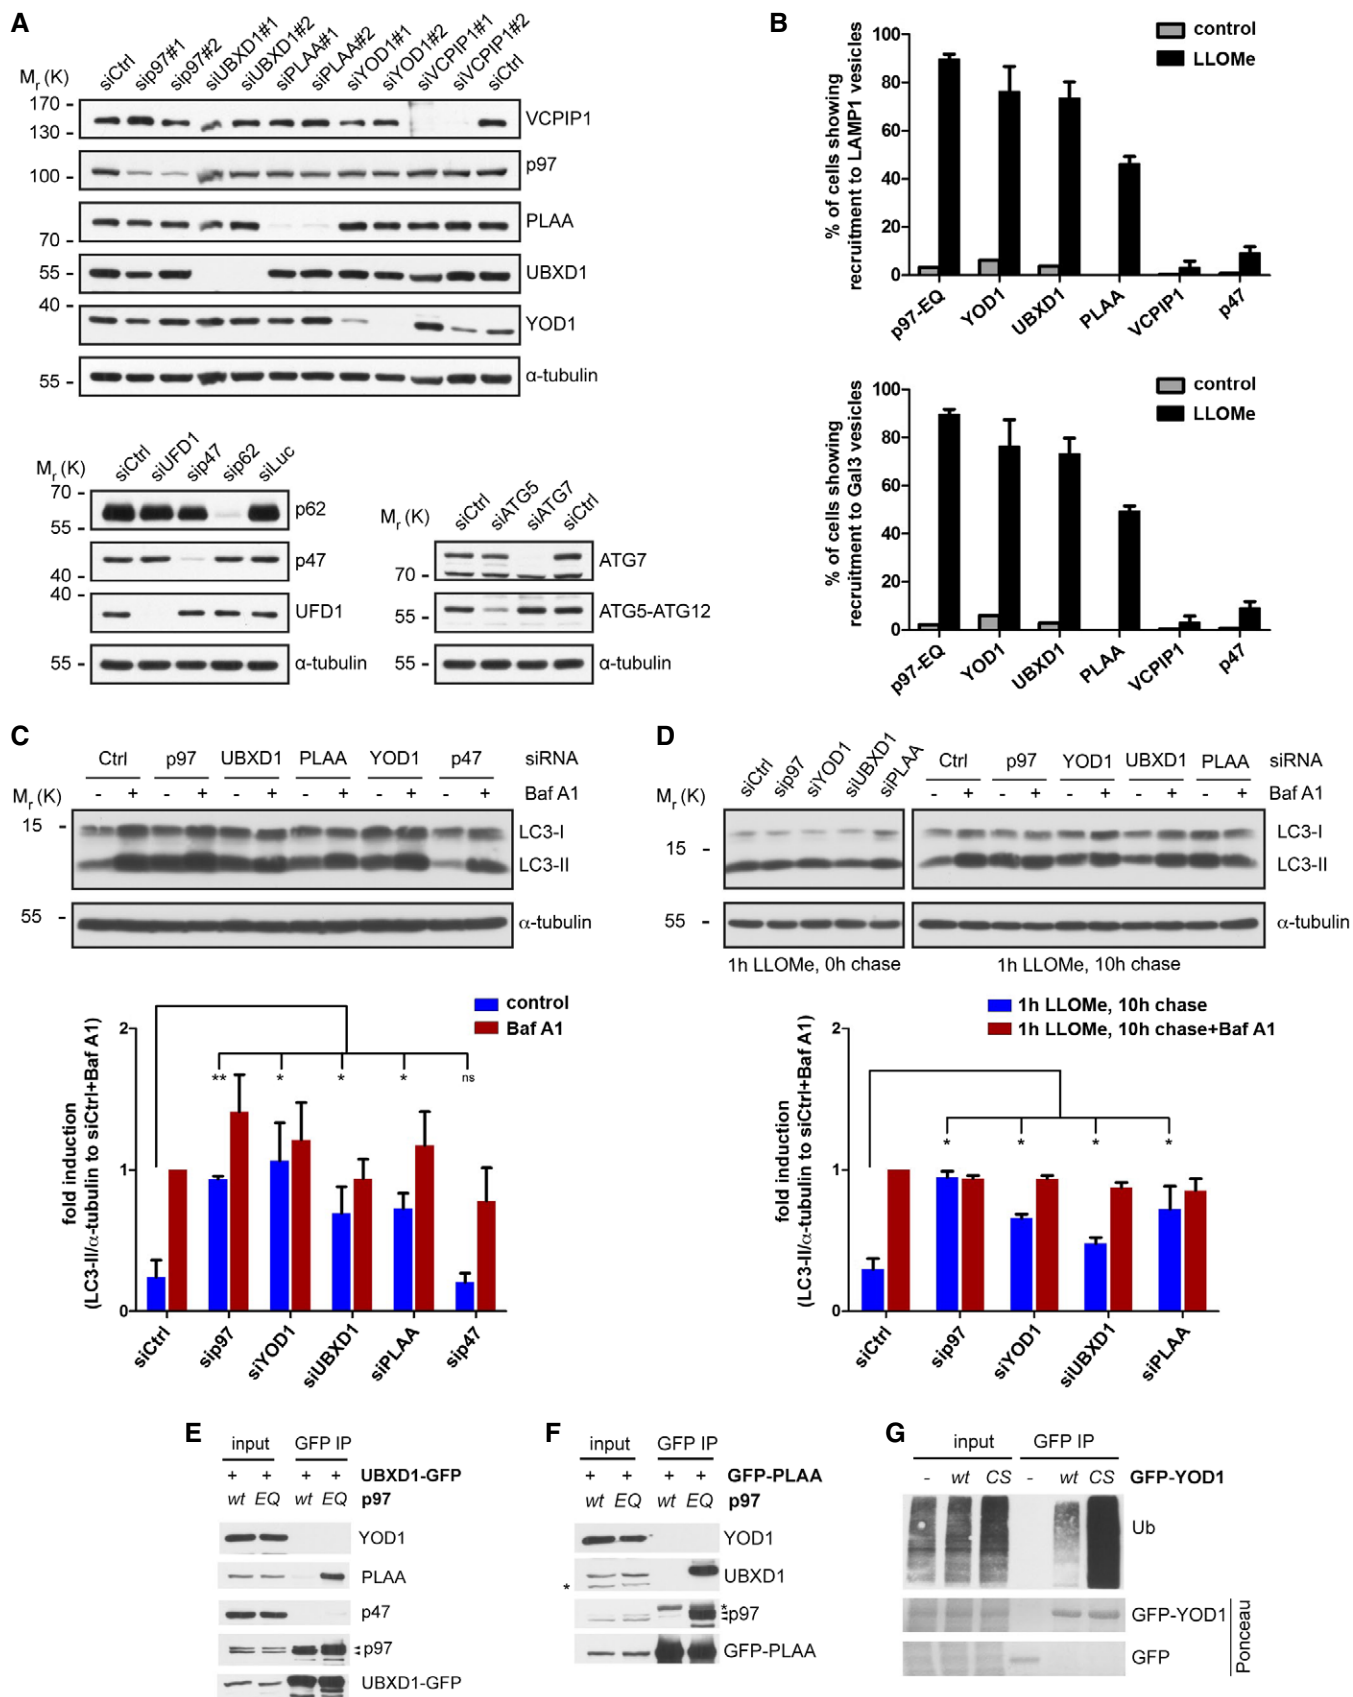 A
siCtrl sip97#1 sip97#2 siUBXD1#1 siUBXD1#2 siPLAA#1 siPLAA#2 siYOD1#1 siYOD1#2 siVCPIP1#1 siVCPIP1#2 siCtrl
Mr (K)
170 -
130 -
VCPIP1
100 -
p97
70 -
PLAA
55 -
UBXD1
40 -
YOD1
55 -
α-tubulin
siCtrl siUFD1 sip47 sip62 siLuc
Mr (K)
70 -
55 -
p62
40 -
p47
40 -
UFD1
55 -
α-tubulin
siCtrl siATG5 siATG7 siCtrl
Mr (K)
70 -
ATG7
55 -
ATG5-ATG12
55 -
α-tubulin
B
control
LLOMe
% of cells showing
recruitment to LAMP1 vesicles
100
80
60
40
20
0
p97-EQ YOD1 UBXD1 PLAA VCPIP1 p47
control
LLOMe
% of cells showing
recruitment to Gal3 vesicles
100
80
60
40
20
0
p97-EQ YOD1 UBXD1 PLAA VCPIP1 p47
C
Ctrl p97 UBXD1 PLAA YOD1 p47 siRNA
Mr (K) - + - + - + - + - + - + Baf A1
15 -
LC3-I
LC3-II
55 -
α-tubulin
control
Baf A1
fold induction
(LC3-II/α-tubulin to siCtrl+Baf A1)
2
1
0
** * * * ns
siCtrl sip97 siYOD1 siUBXD1 siPLAA sip47
D
siCtrl sip97 siYOD1 siUBXD1 siPLAA
Ctrl p97 YOD1 UBXD1 PLAA siRNA
Mr (K) - + - + - + - + - + Baf A1
15 -
LC3-I
LC3-II
55 -
α-tubulin
1h LLOMe, 0h chase
1h LLOMe, 10h chase
1h LLOMe, 10h chase
1h LLOMe, 10h chase+Baf A1
fold induction
(LC3-II/α-tubulin to siCtrl+Baf A1)
2
1
0
* * * *
siCtrl sip97 siYOD1 siUBXD1 siPLAA
E
input GFP IP
+ + + + UBXD1-GFP
wt EQ wt EQ p97
YOD1
PLAA
p47
p97
UBXD1-GFP
F
input GFP IP
+ + + + GFP-PLAA
wt EQ wt EQ p97
YOD1
UBXD1
*
*
p97
GFP-PLAA
G
input GFP IP
- wt CS - wt CS GFP-YOD1
Ub
GFP-YOD1
GFP
Ponceau